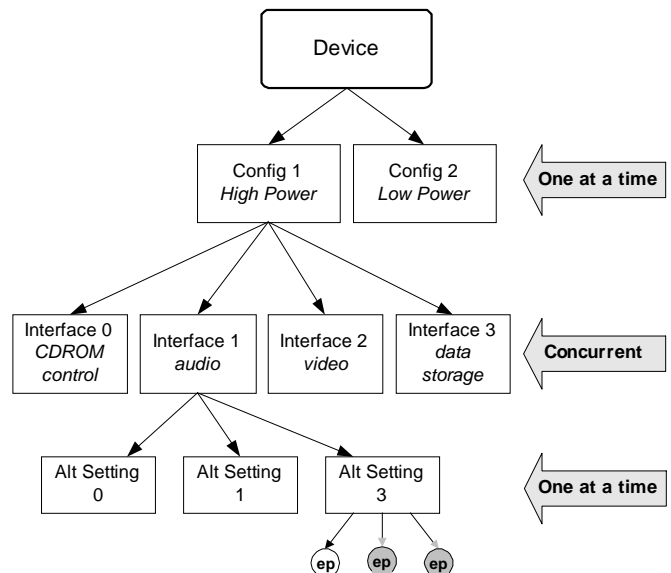 Device
Config 1
High Power
Config 2
Low Power
One at a time
Interface 0
CDROM
control
Interface 1
audio
Interface 2
video
Interface 3
data
storage
Concurrent
Alt Setting
0
Alt Setting
1
Alt Setting
3
One at a time
ep
ep
ep